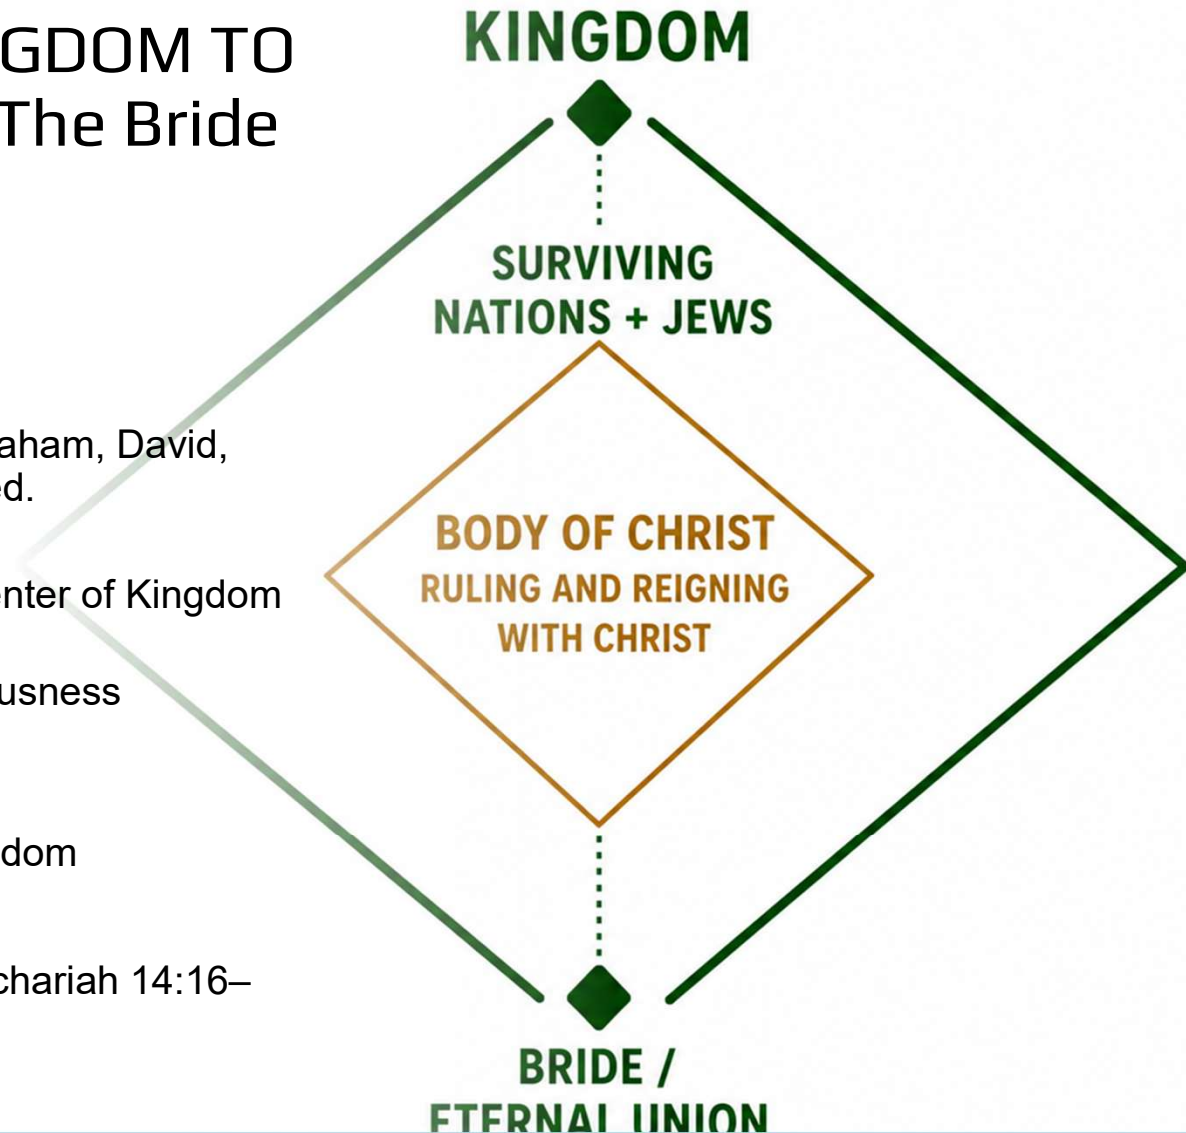 GDOM TO
The Bride
aham, David,
ed.
enter of Kingdom
usness
dom
chariah 14:16–
KINGDOM
SURVIVING
NATIONS + JEWS
BODY OF CHRIST
RULING AND REIGNING
WITH CHRIST
BRIDE /
ETERNAL UNION